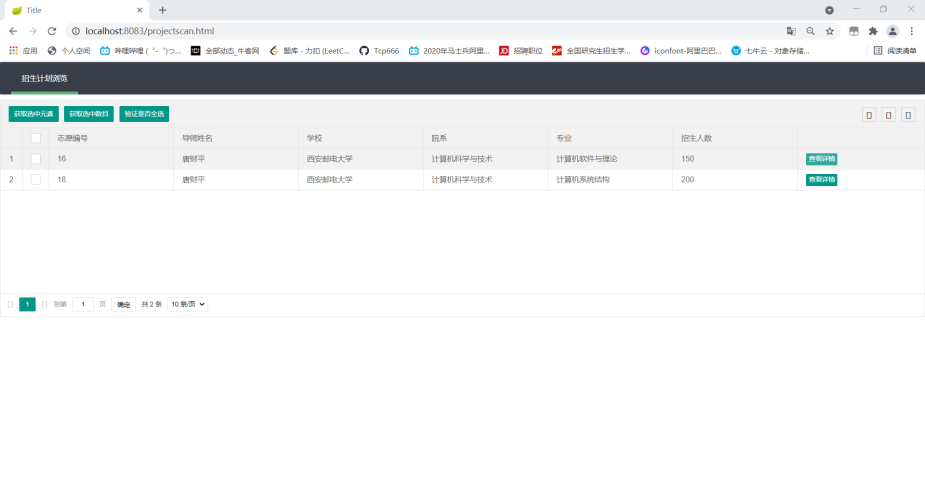 Title
localhost:8083/projectscan.html
应用 个人空间 哔哩哔哩 (゜-゜)つ... 全部动态_牛客网 题库 - 力扣 (LeetC... Tcp666 2020年马士兵阿里... 招聘职位 全国研究生招生学... iconfont-阿里巴巴... 七牛云 - 对象存储... 阅读清单
招生计划浏览
获取选中元素 获取选中数目 验证是否全选
志愿编号 导师姓名 学校 院系 专业 招生人数
1 16 唐财平 西安邮电大学 计算机科学与技术 计算机软件与理论 150 查看详情
2 18 唐财平 西安邮电大学 计算机科学与技术 计算机系统结构 200 查看详情
1 到第 1 页 确定 共 2 条 10 条/页